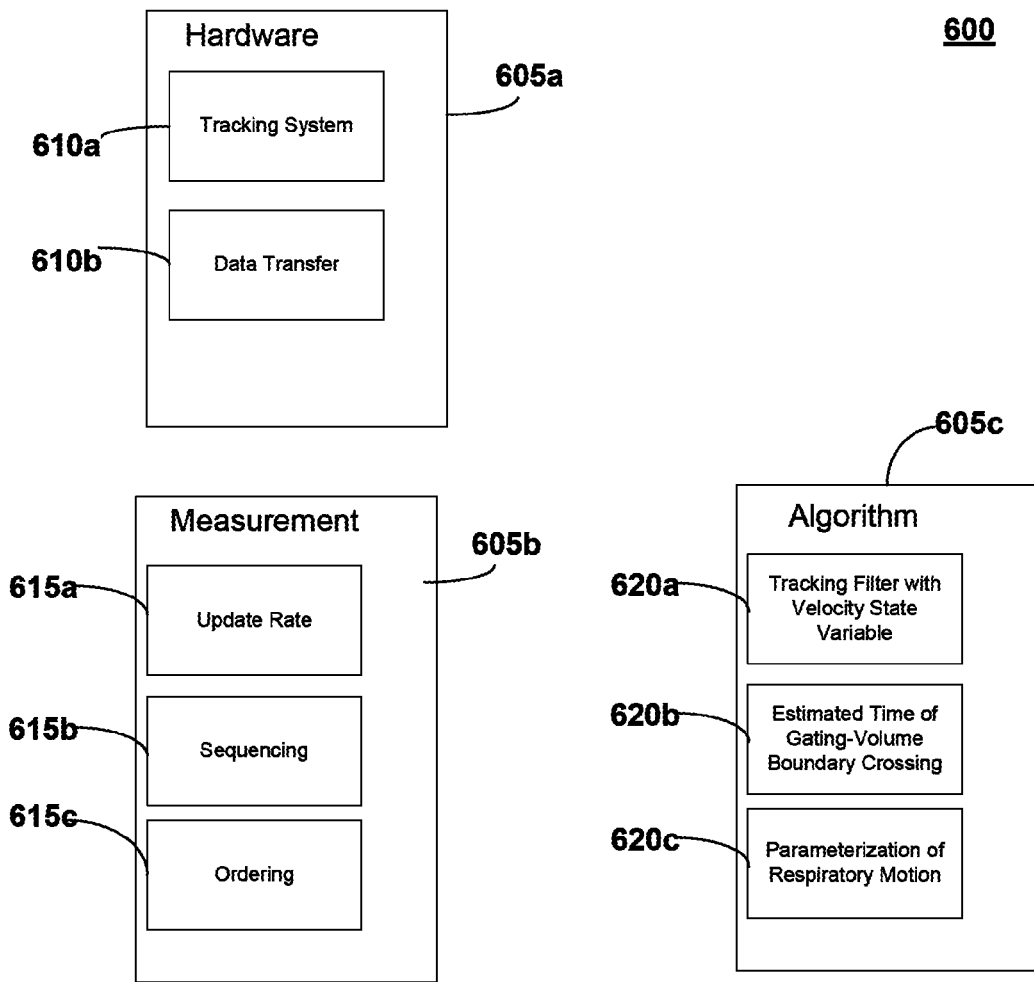 600
Hardware
605a
Tracking System
610a
Data Transfer
610b
605c
Measurement
605b
615a
Update Rate
615b
Sequencing
615c
Ordering
Algorithm
620a
Tracking Filter with
Velocity State
Variable
620b
Estimated Time of
Gating-Volume
Boundary Crossing
620c
Parameterization of
Respiratory Motion